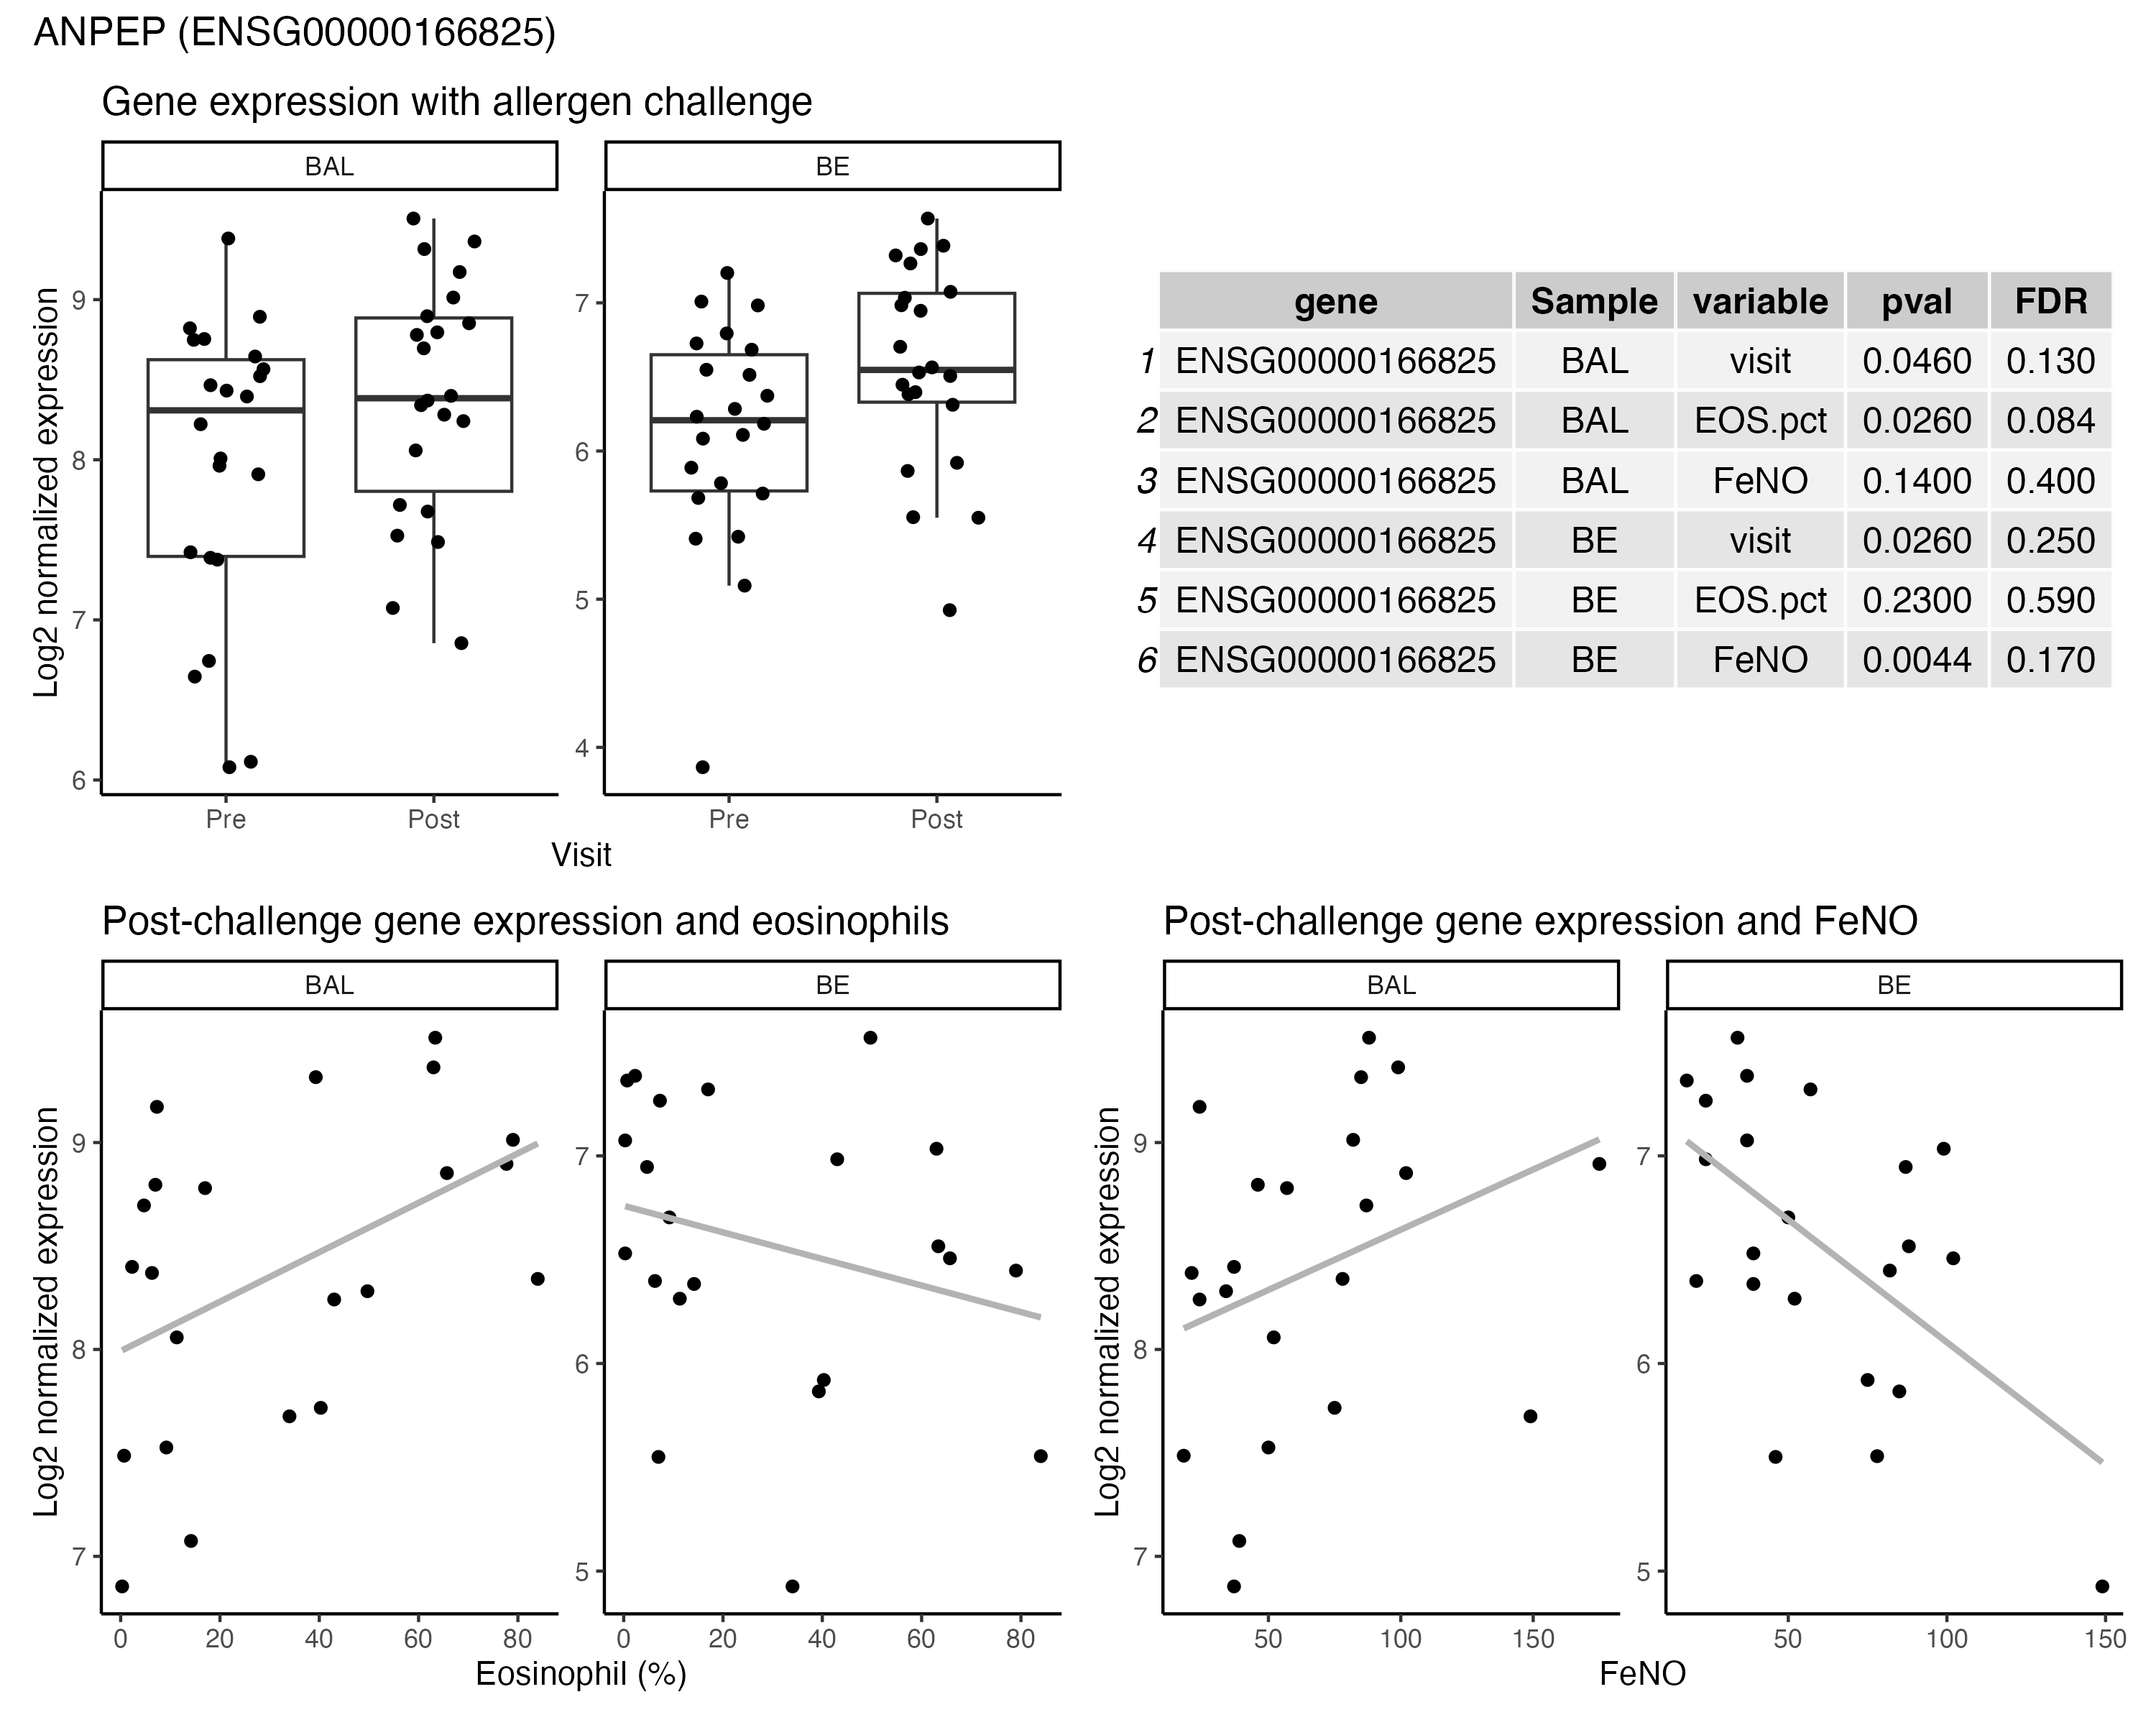 ANPEP (ENSG00000166825)
Gene expression with allergen challenge
BAL BE
Log2 normalized expression
9
8
7
6
7
6
5
4
Pre Post Pre Post
Visit
gene Sample variable pval FDR
1 ENSG00000166825 BAL visit 0.0460 0.130
2 ENSG00000166825 BAL EOS.pct 0.0260 0.084
3 ENSG00000166825 BAL FeNO 0.1400 0.400
4 ENSG00000166825 BE visit 0.0260 0.250
5 ENSG00000166825 BE EOS.pct 0.2300 0.590
6 ENSG00000166825 BE FeNO 0.0044 0.170
Post-challenge gene expression and eosinophils
BAL BE
Log2 normalized expression
9
8
7
7
6
5
0 20 40 60 80 0 20 40 60 80
Eosinophil (%)
Post-challenge gene expression and FeNO
BAL BE
Log2 normalized expression
9
8
7
7
6
5
50 100 150 50 100 150
FeNO